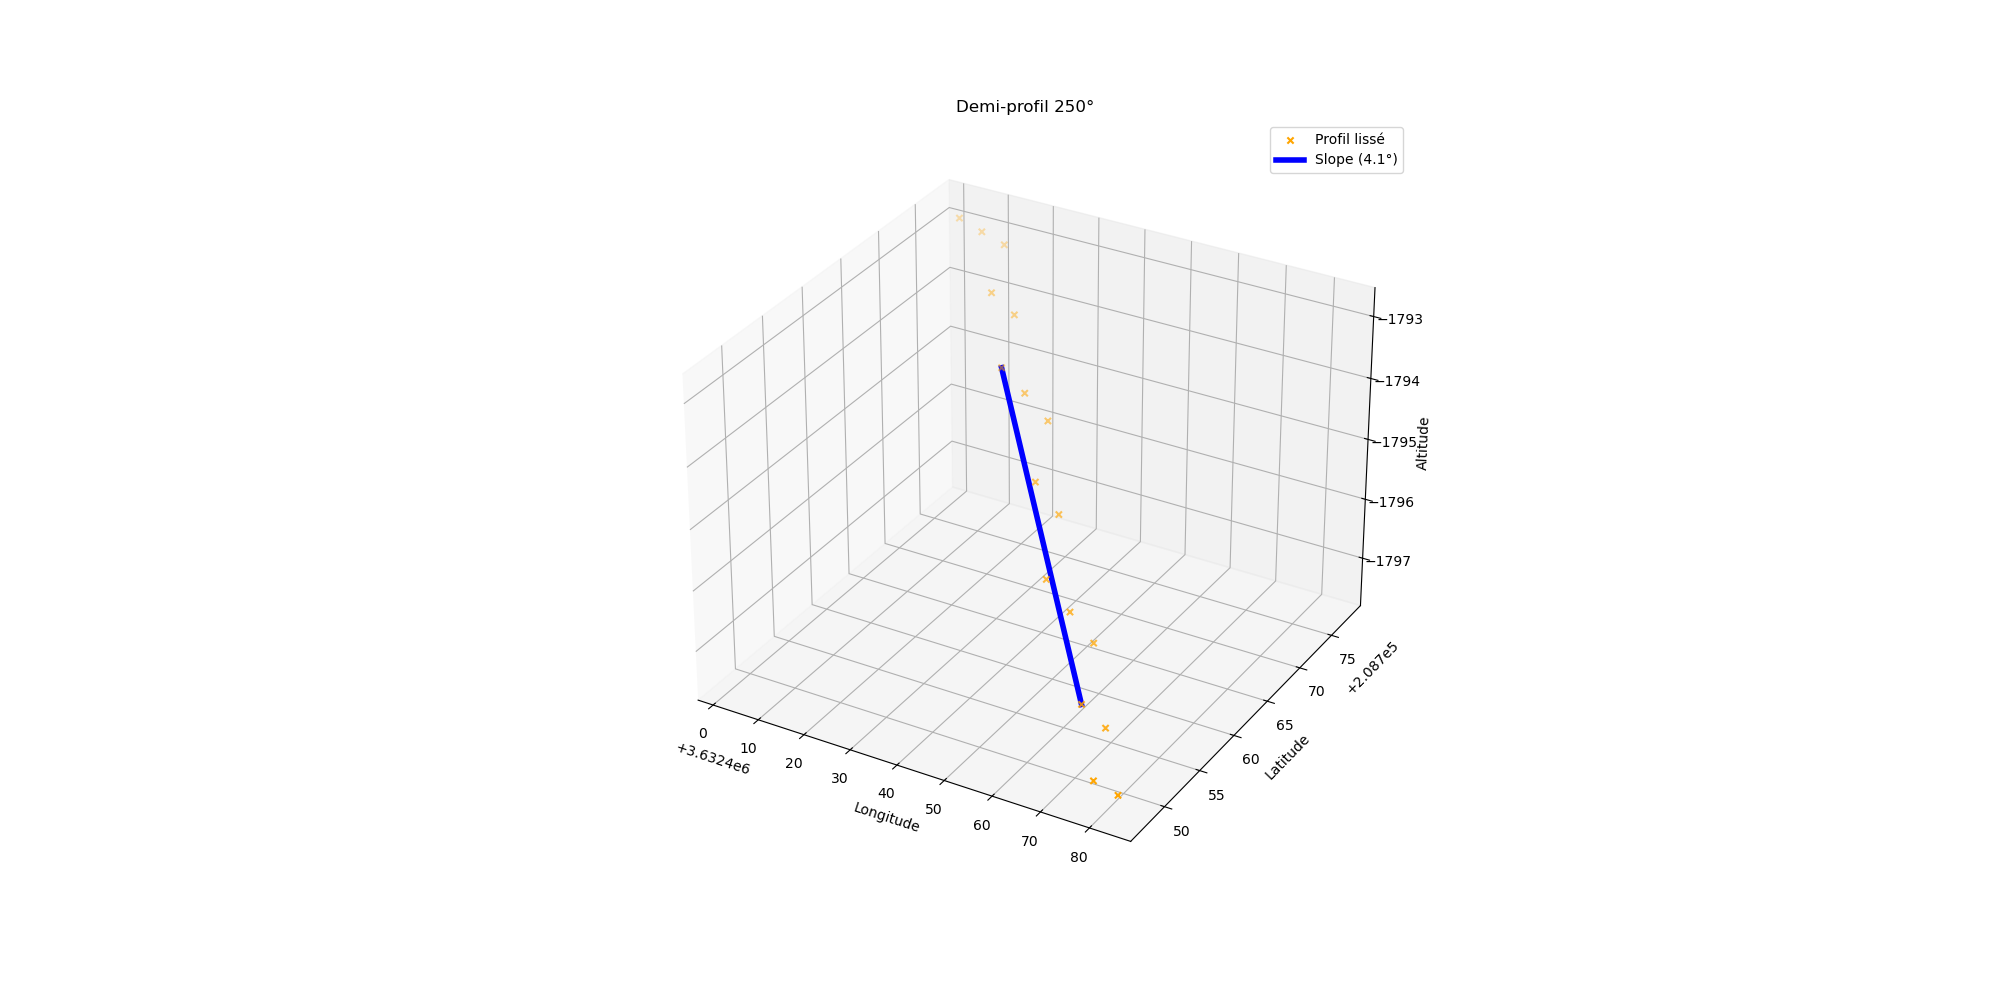 Demi-profil 250°
Profil lissé
Slope (4.1°)
−1793
−1794
−1795
−1796
−1797
Altitude
75
70
65
60
55
50
+2.087e5
Latitude
0
10
20
30
40
50
60
70
80
+3.6324e6
Longitude